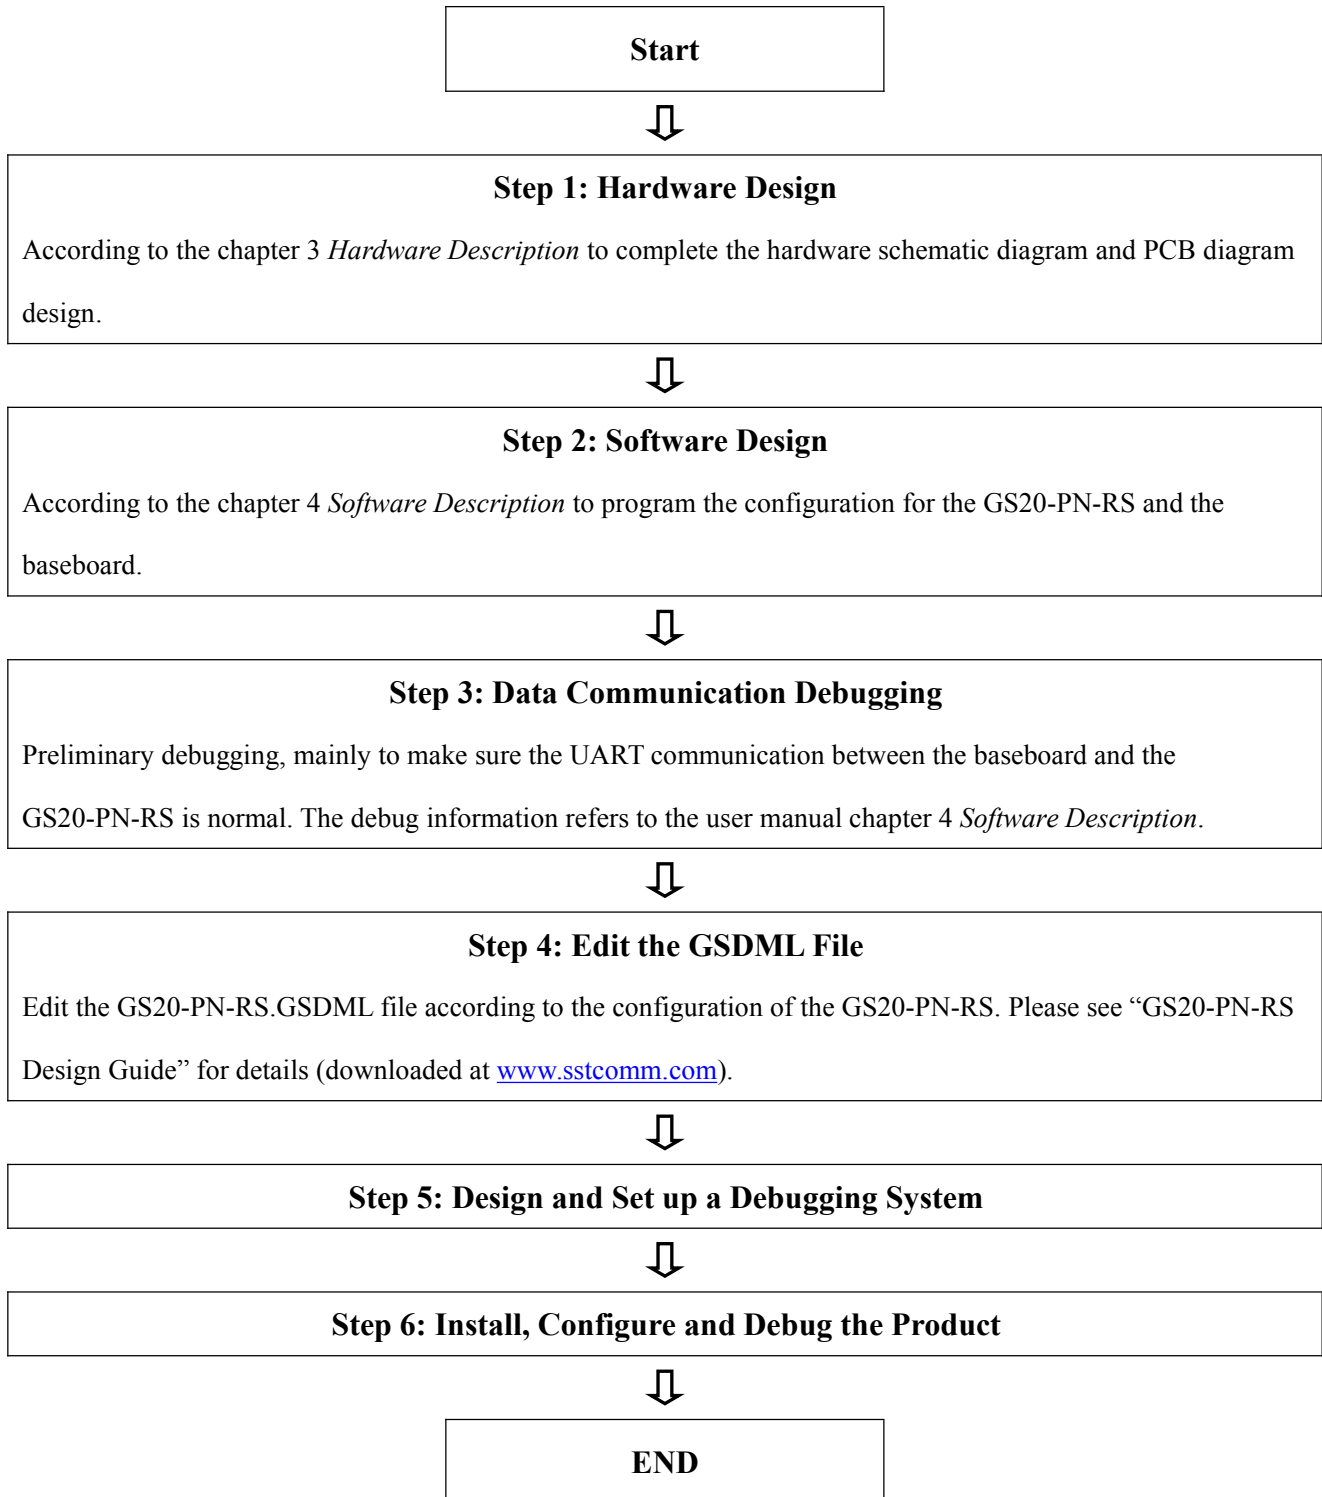 Start
Step 1: Hardware Design
According to the chapter 3 Hardware Description to complete the hardware schematic diagram and PCB diagram
design.
Step 2: Software Design
According to the chapter 4 Software Description to program the configuration for the GS20-PN-RS and the
baseboard.
Step 3: Data Communication Debugging
Preliminary debugging, mainly to make sure the UART communication between the baseboard and the
GS20-PN-RS is normal. The debug information refers to the user manual chapter 4 Software Description.
Step 4: Edit the GSDML File
Edit the GS20-PN-RS.GSDML file according to the configuration of the GS20-PN-RS. Please see “GS20-PN-RS
Design Guide” for details (downloaded at www.sstcomm.com).
Step 5: Design and Set up a Debugging System
Step 6: Install, Configure and Debug the Product
END